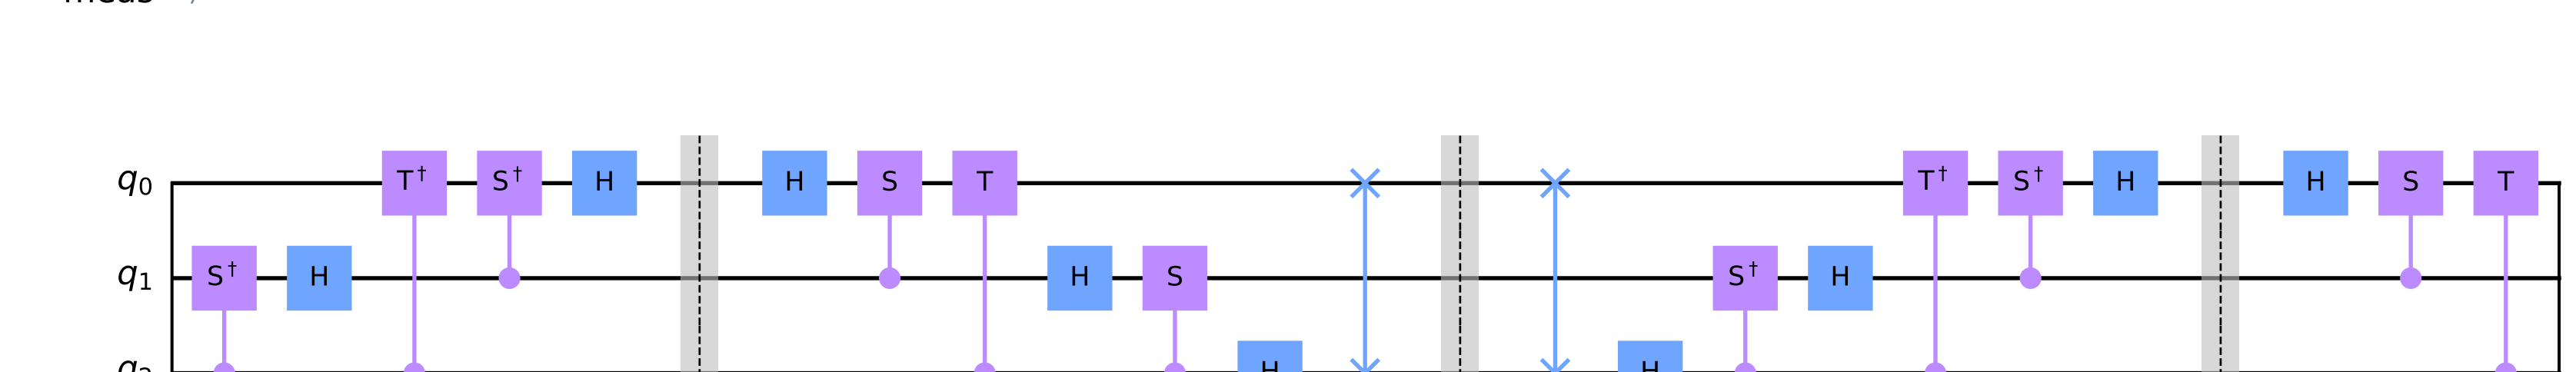 q0 T† S† H H S T T† S† H H S T
q1 S† H H S S† H
H H